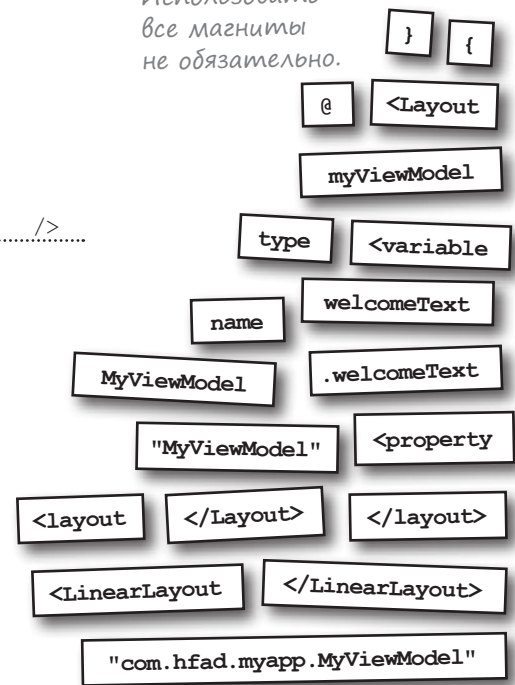 Использовать
все магниты
не обязательно.
} {
@ <Layout
myViewModel
/>
type <variable
welcomeText
name
MyViewModel .welcomeText
"MyViewModel" <property
<layout </Layout> </layout>
<LinearLayout </LinearLayout>
"com.hfad.myapp.MyViewModel"